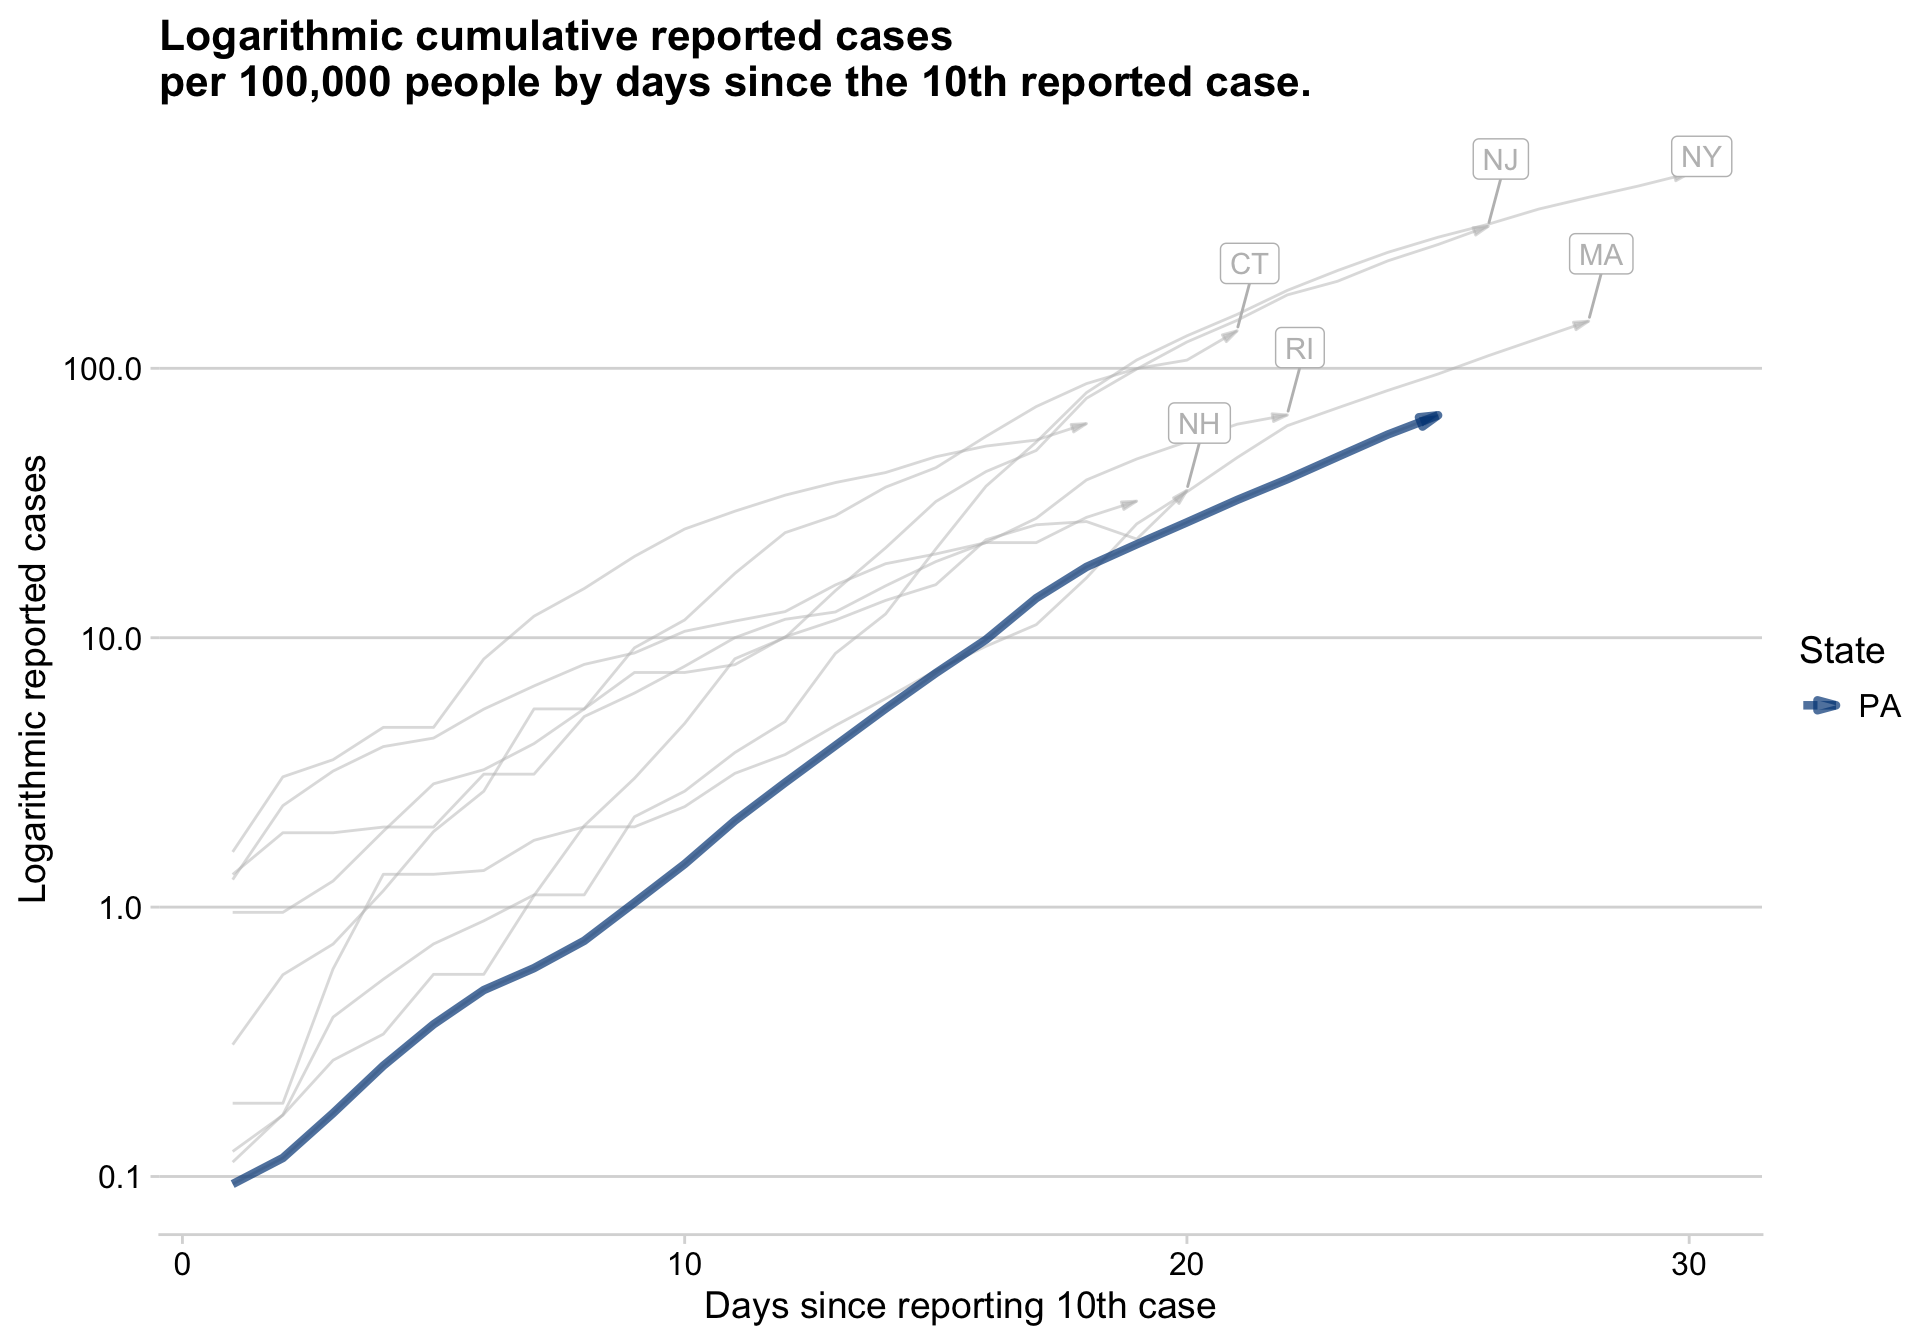 Logarithmic cumulative reported cases
per 100,000 people by days since the 10th reported case.
NJ
NY
CT
MA
RI
NH
100.0
10.0
1.0
0.1
Logarithmic reported cases
0
10
20
30
Days since reporting 10th case
State
PA